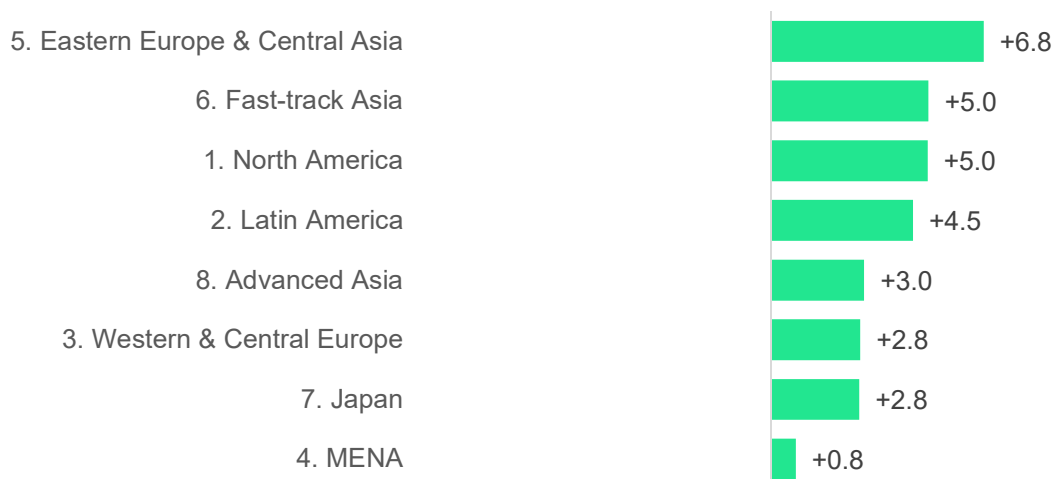 5. Eastern Europe & Central Asia +6.8
6. Fast-track Asia +5.0
1. North America +5.0
2. Latin America +4.5
8. Advanced Asia +3.0
3. Western & Central Europe +2.8
7. Japan +2.8
4. MENA +0.8